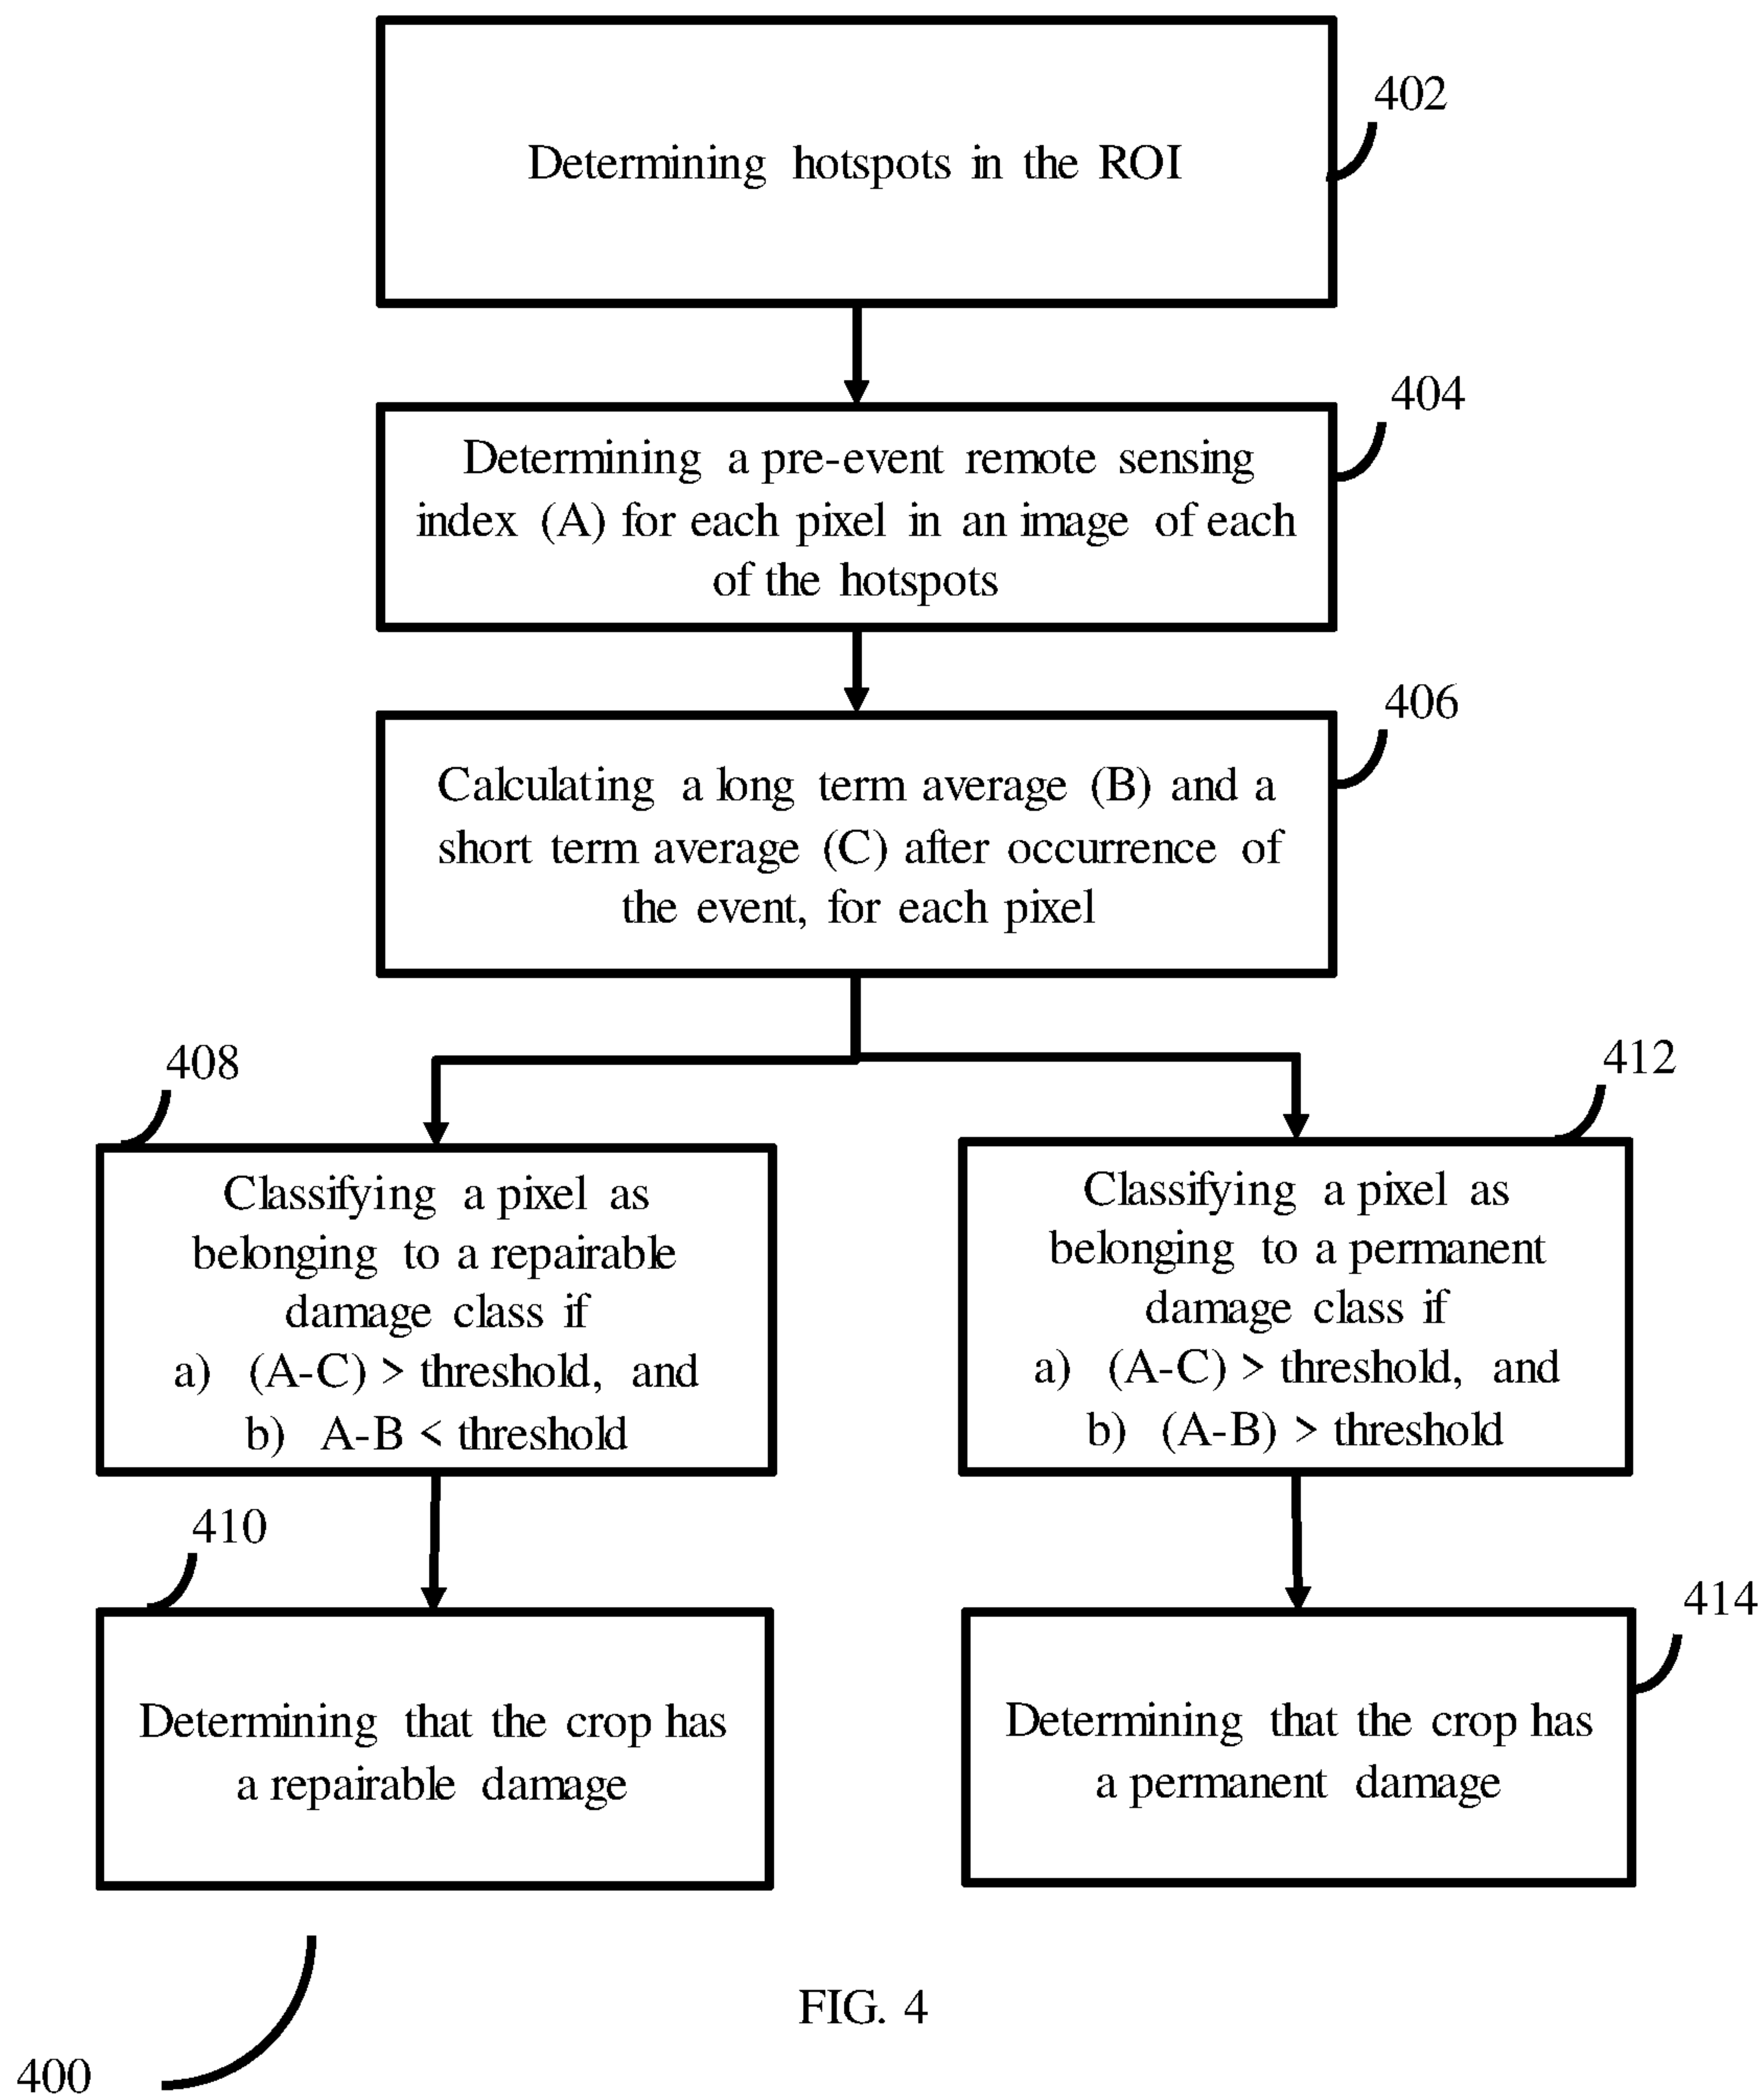 402
Determining hotspots in the ROI
404
Determining a pre-event remote sensing
index (A) for each pixel in an image of each
of the hotspots
406
Calculating a long term average (B) and a
short term average (C) after occurrence of
the event, for each pixel
408
Classifying a pixel as
belonging to a repairable
damage class if
a) (A-C) > threshold, and
b) A-B < threshold
412
Classifying a pixel as
belonging to a permanent
damage class if
a) (A-C) > threshold, and
b) (A-B) > threshold
410
Determining that the crop has
a repairable damage
414
Determining that the crop has
a permanent damage
FIG. 4
400